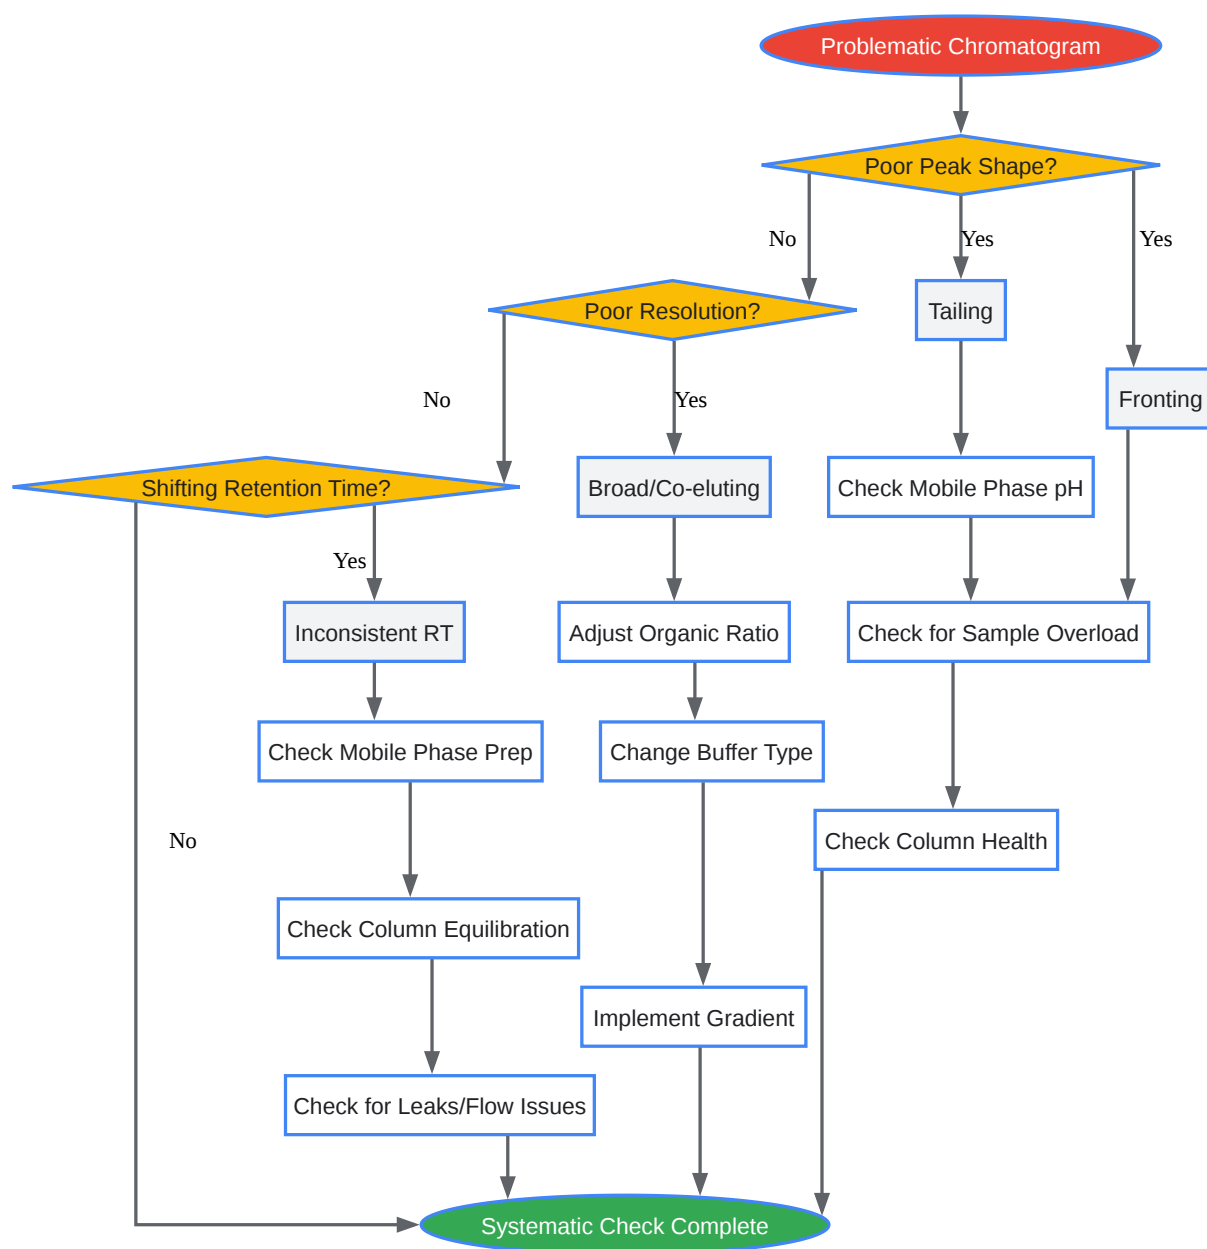 Problematic Chromatogram
Poor Peak Shape?
No
Yes
Yes
Poor Resolution?
Tailing
Fronting
No
Yes
Shifting Retention Time?
Broad/Co-eluting
Check Mobile Phase pH
Yes
Inconsistent RT
Adjust Organic Ratio
Check for Sample Overload
Check Mobile Phase Prep
Change Buffer Type
No
Check Column Health
Check Column Equilibration
Implement Gradient
Check for Leaks/Flow Issues
Systematic Check Complete